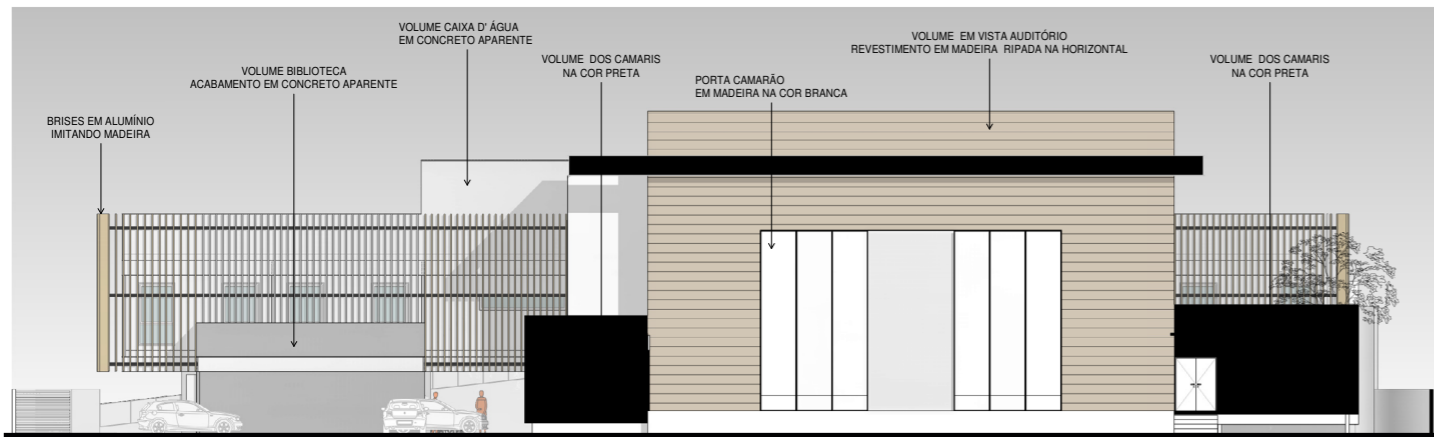 BRISES EM ALUMÍNIO
IMITANDO MADEIRA
VOLUME BIBLIOTECA
ACABAMENTO EM CONCRETO APARENTE
VOLUME CAIXA D' ÁGUA
EM CONCRETO APARENTE
VOLUME DOS CAMARIS
NA COR PRETA
PORTA CAMARÃO
EM MADEIRA NA COR BRANCA
VOLUME EM VISTA AUDITÓRIO
REVESTIMENTO EM MADEIRA RIPADA NA HORIZONTAL
VOLUME DOS CAMARIS
NA COR PRETA